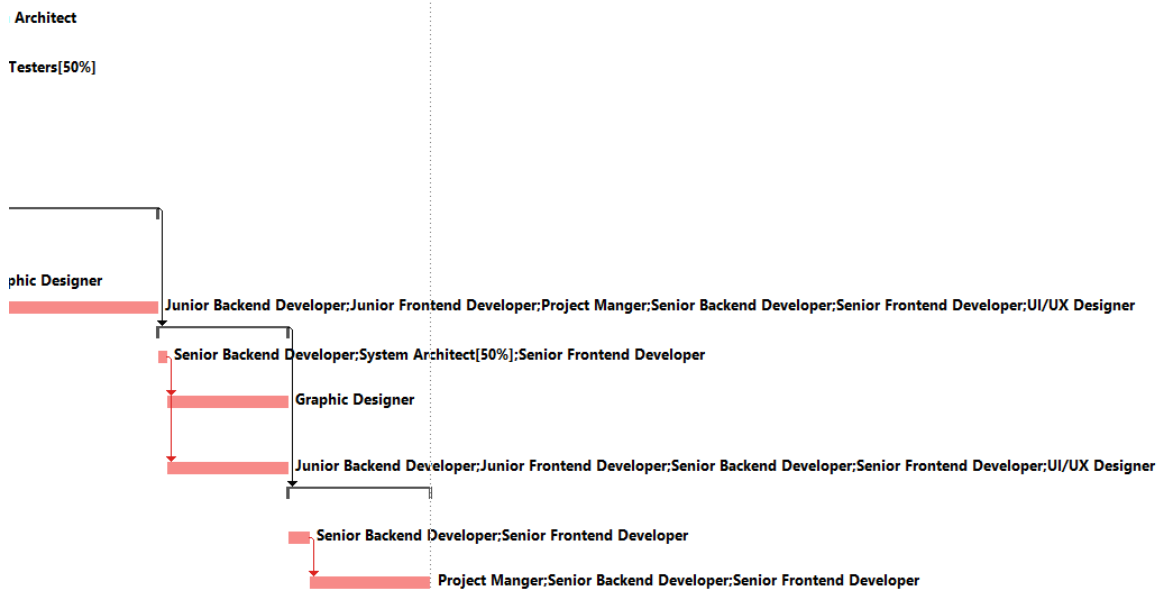 Architect
Testers[50%]
phic Designer
Junior Backend Developer;Junior Frontend Developer;Project Manger;Senior Backend Developer;Senior Frontend Developer;UI/UX Designer
Senior Backend Developer;System Architect[50%];Senior Frontend Developer
Graphic Designer
Junior Backend Developer;Junior Frontend Developer;Senior Backend Developer;Senior Frontend Developer;UI/UX Designer
Senior Backend Developer;Senior Frontend Developer
Project Manger;Senior Backend Developer;Senior Frontend Developer